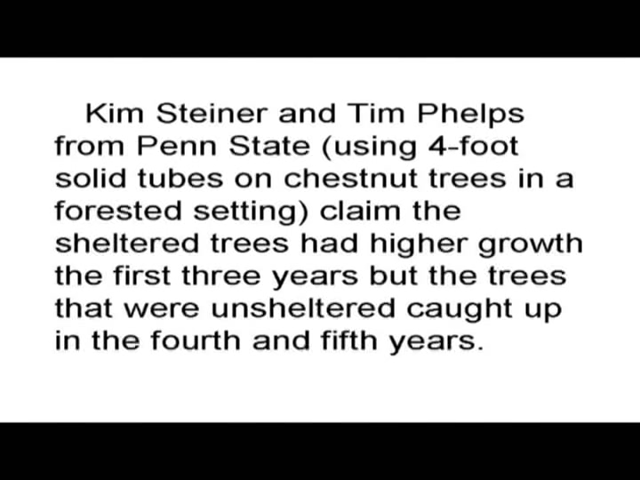 Kim Steiner and Tim Phelps
from Penn State (using 4-foot
solid tubes on chestnut trees in a
forested setting) claim the
sheltered trees had higher growth
the first three years but the trees
that were unsheltered caught up
in the fourth and fifth years.